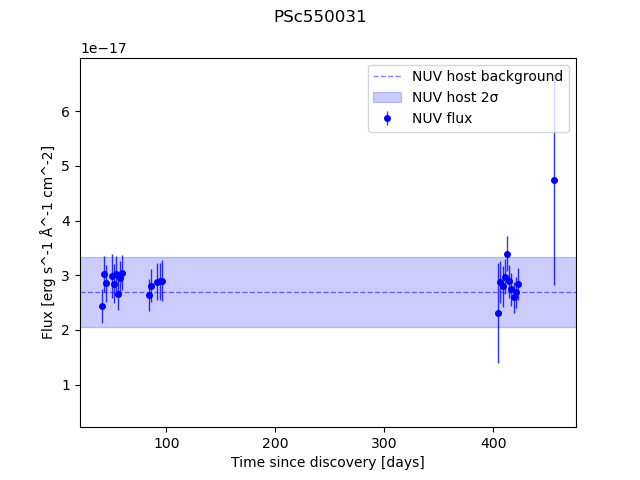 PSc550031
1e−17
NUV host background
NUV host 2σ
NUV flux
6
5
4
3
2
1
Flux [erg s^-1 Å^-1 cm^-2]
100
200
300
400
Time since discovery [days]